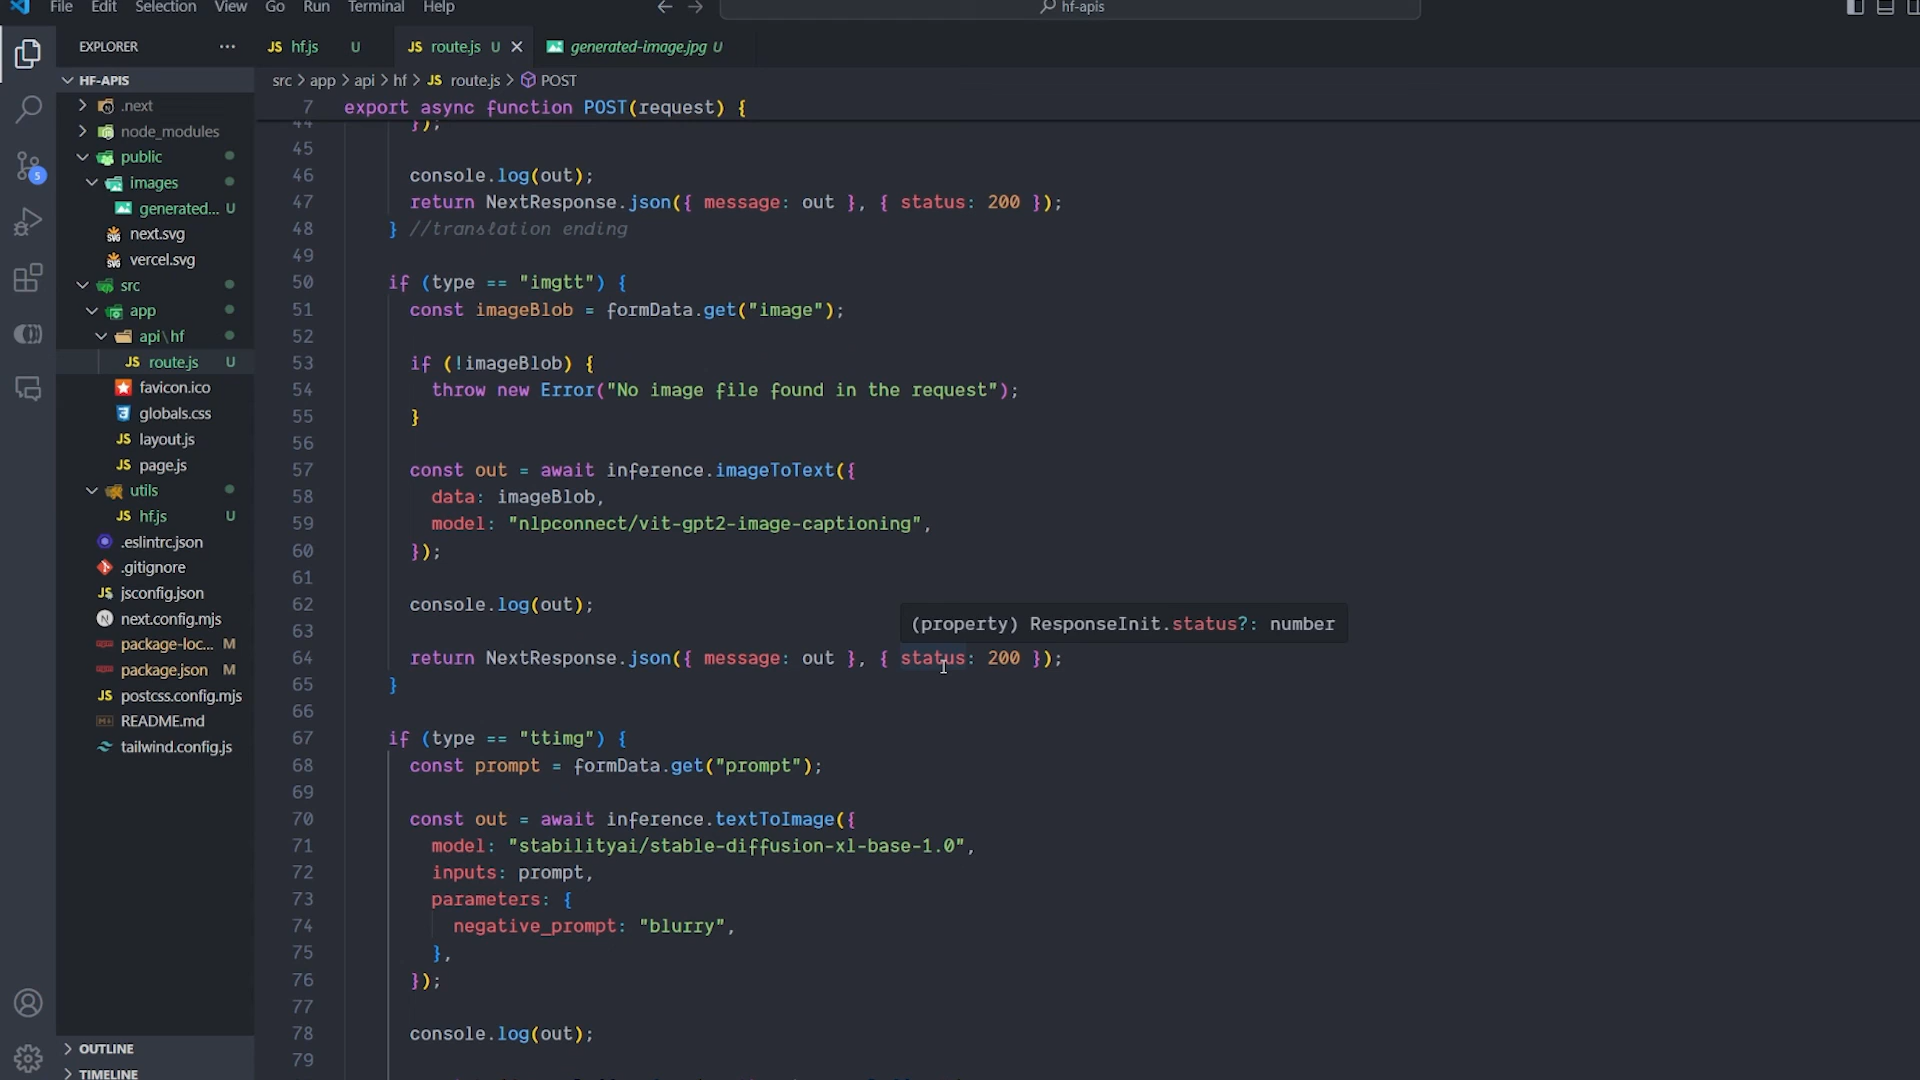 File Edit Selection View Go Run Terminal Help
hf-apis
EXPLORER
HF-APIS
.next
node_modules
public
images
generated... U
next.svg
vercel.svg
src
app
api\hf
route.js U
favicon.ico
globals.css
layout.js
page.js
utils
hf.js U
.eslintrc.json
.gitignore
jsconfig.json
next.config.mjs
package-loc... M
package.json M
postcss.config.mjs
README.md
tailwind.config.js
OUTLINE
TIMELINE
5
JS hf.js U
JS route.js U
generated-image.jpg U
src > app > api > hf > JS route.js > POST
7 export async function POST(request) {
44 });
45
46 console.log(out);
47 return NextResponse.json({ message: out }, { status: 200 });
48 } //translation ending
49
50 if (type == "imgtt") {
51 const imageBlob = formData.get("image");
52
53 if (!imageBlob) {
54 throw new Error("No image file found in the request");
55 }
56
57 const out = await inference.imageToText({
58 data: imageBlob,
59 model: "nlpconnect/vit-gpt2-image-captioning",
60 });
61
62 console.log(out);
(property) ResponseInit.status?: number
63
64 return NextResponse.json({ message: out }, { status: 200 });
65 }
66
67 if (type == "ttimg") {
68 const prompt = formData.get("prompt");
69
70 const out = await inference.textToImage({
71 model: "stabilityai/stable-diffusion-xl-base-1.0",
72 inputs: prompt,
73 parameters: {
74 negative_prompt: "blurry",
75 },
76 });
77
78 console.log(out);
79